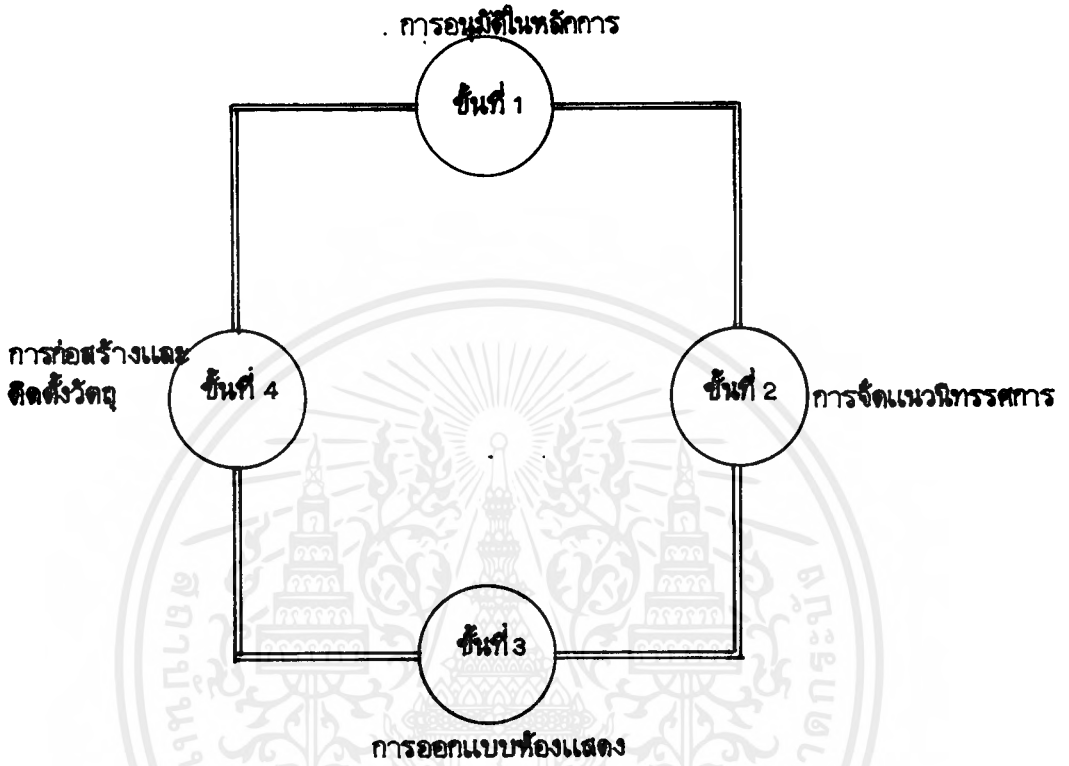 การอนุมัติในหลักการ
ขั้นที่ 1
การก่อสร้างและ
ติดตั้งวัตถุ
ขั้นที่ 4
ขั้นที่ 2
การจัดแนวนิทรรศการ
ขั้นที่ 3
การออกแบบห้องแสดง